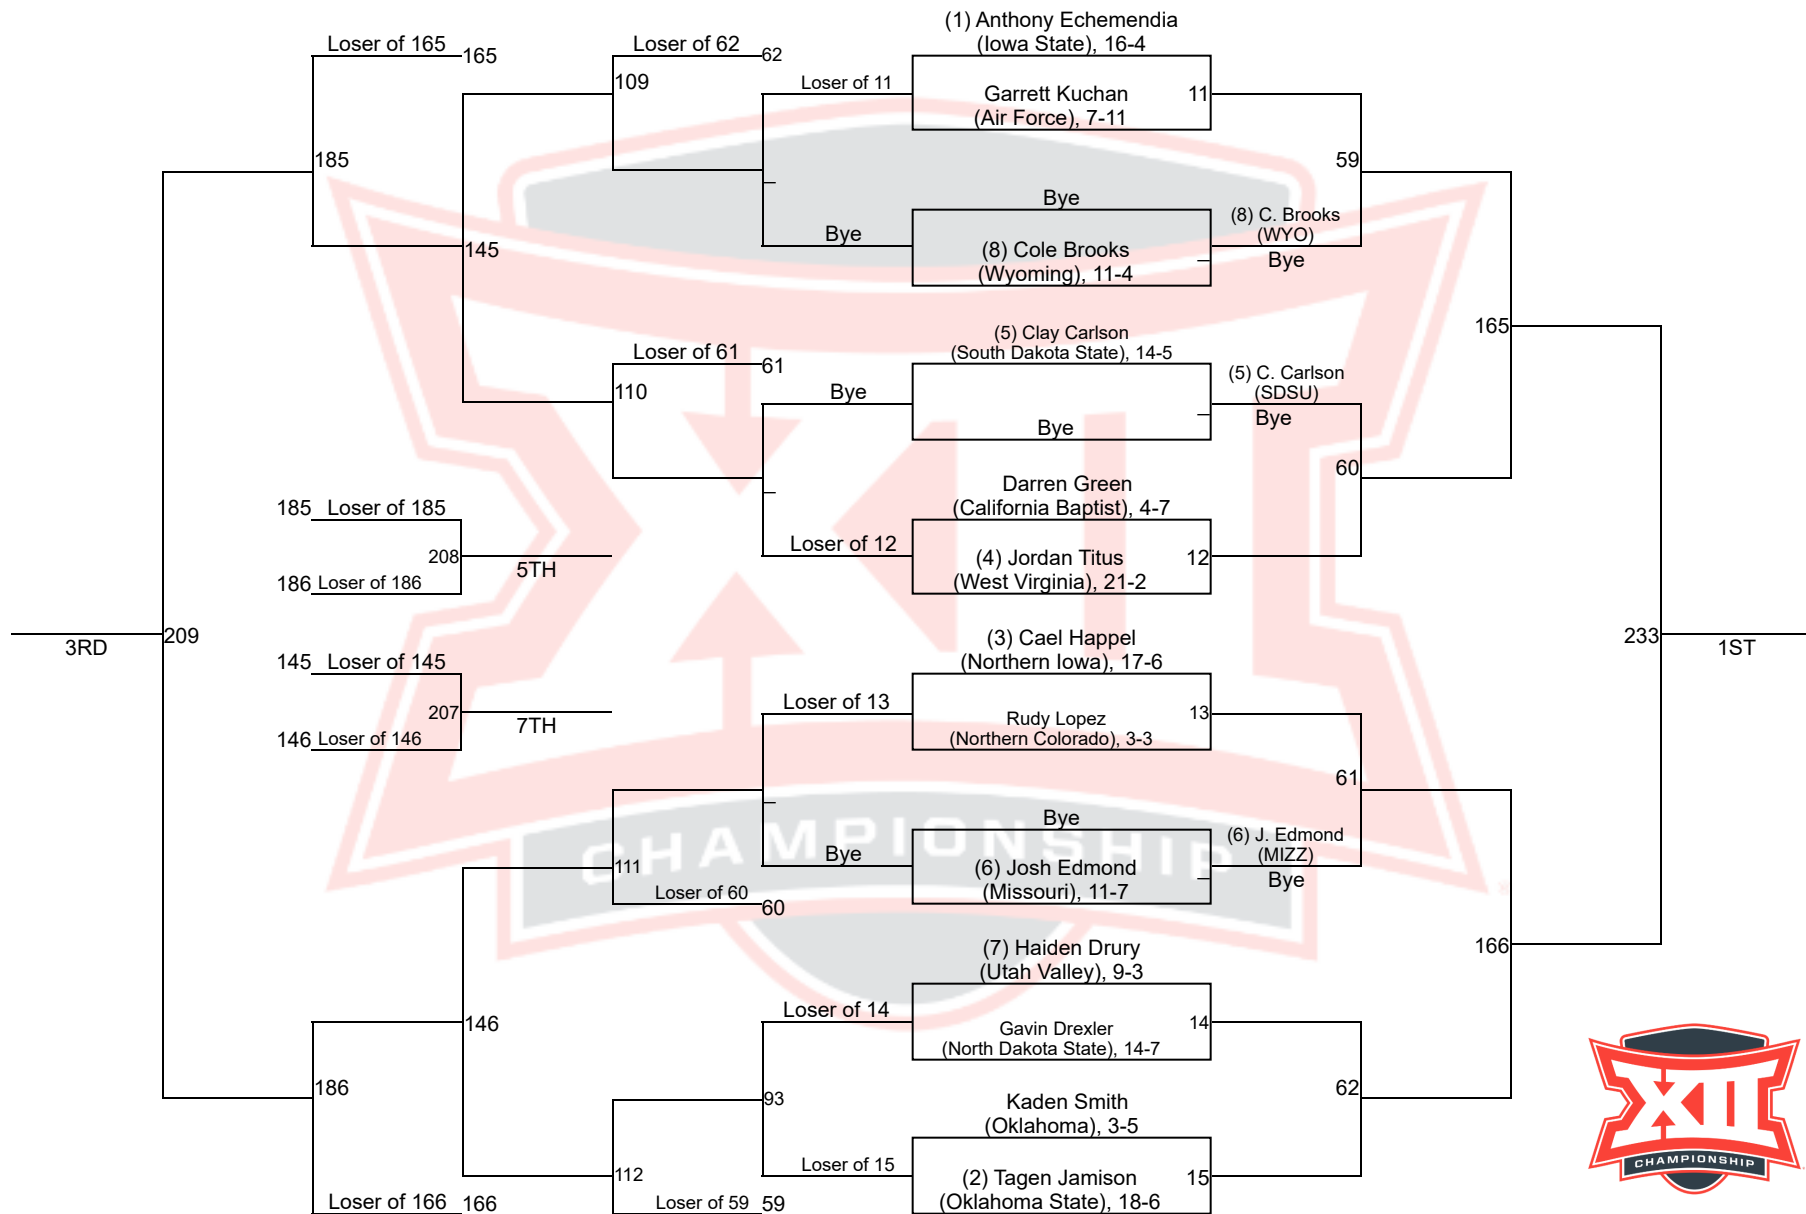 (1) Anthony Echemendia
(Iowa State), 16-4
Loser of 165
165
Loser of 62
62
109
Loser of 11
Garrett Kuchan
(Air Force), 7-11
11
185
59
Bye
Bye
(8) Cole Brooks
(Wyoming), 11-4
(8) C. Brooks
(WYO)
Bye
145
(5) Clay Carlson
(South Dakota State), 14-5
165
Loser of 61
61
110
Bye
Bye
(5) C. Carlson
(SDSU)
Bye
60
Darren Green
(California Baptist), 4-7
185 Loser of 185
208
5TH
186 Loser of 186
Loser of 12
(4) Jordan Titus
(West Virginia), 21-2
12
3RD
209
(3) Cael Happel
(Northern Iowa), 17-6
233
1ST
145 Loser of 145
207
7TH
146 Loser of 146
Loser of 13
Rudy Lopez
(Northern Colorado), 3-3
13
61
Bye
Bye
(6) Josh Edmond
(Missouri), 11-7
(6) J. Edmond
(MIZZ)
Bye
111
Loser of 60
60
CHAMPIONSHIP
(7) Haiden Drury
(Utah Valley), 9-3
166
Loser of 14
Gavin Drexler
(North Dakota State), 14-7
14
146
186
93
Kaden Smith
(Oklahoma), 3-5
62
Loser of 15
(2) Tagen Jamison
(Oklahoma State), 18-6
15
112
Loser of 166
166
Loser of 59
59
XII
CHAMPIONSHIP